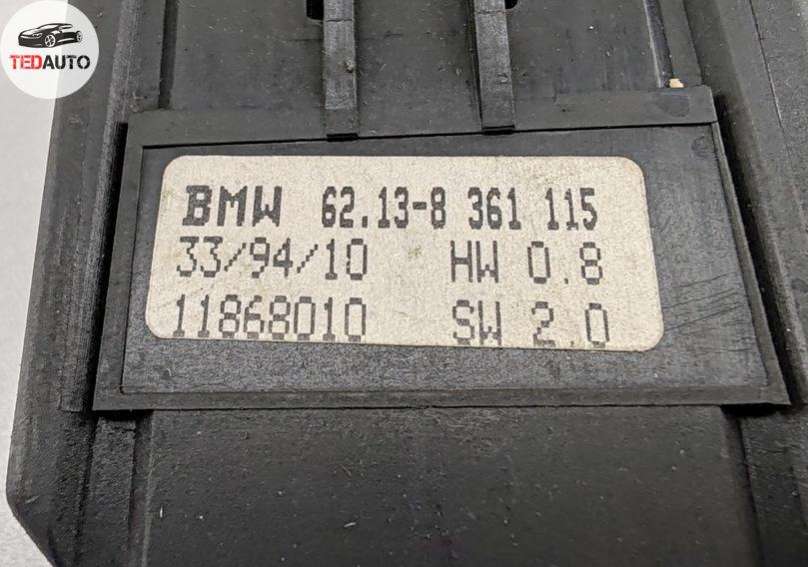 TEDAUTO
BMW 62.13-8 361 115
33/94/10 HW 0.8
11868010 SW 2.0